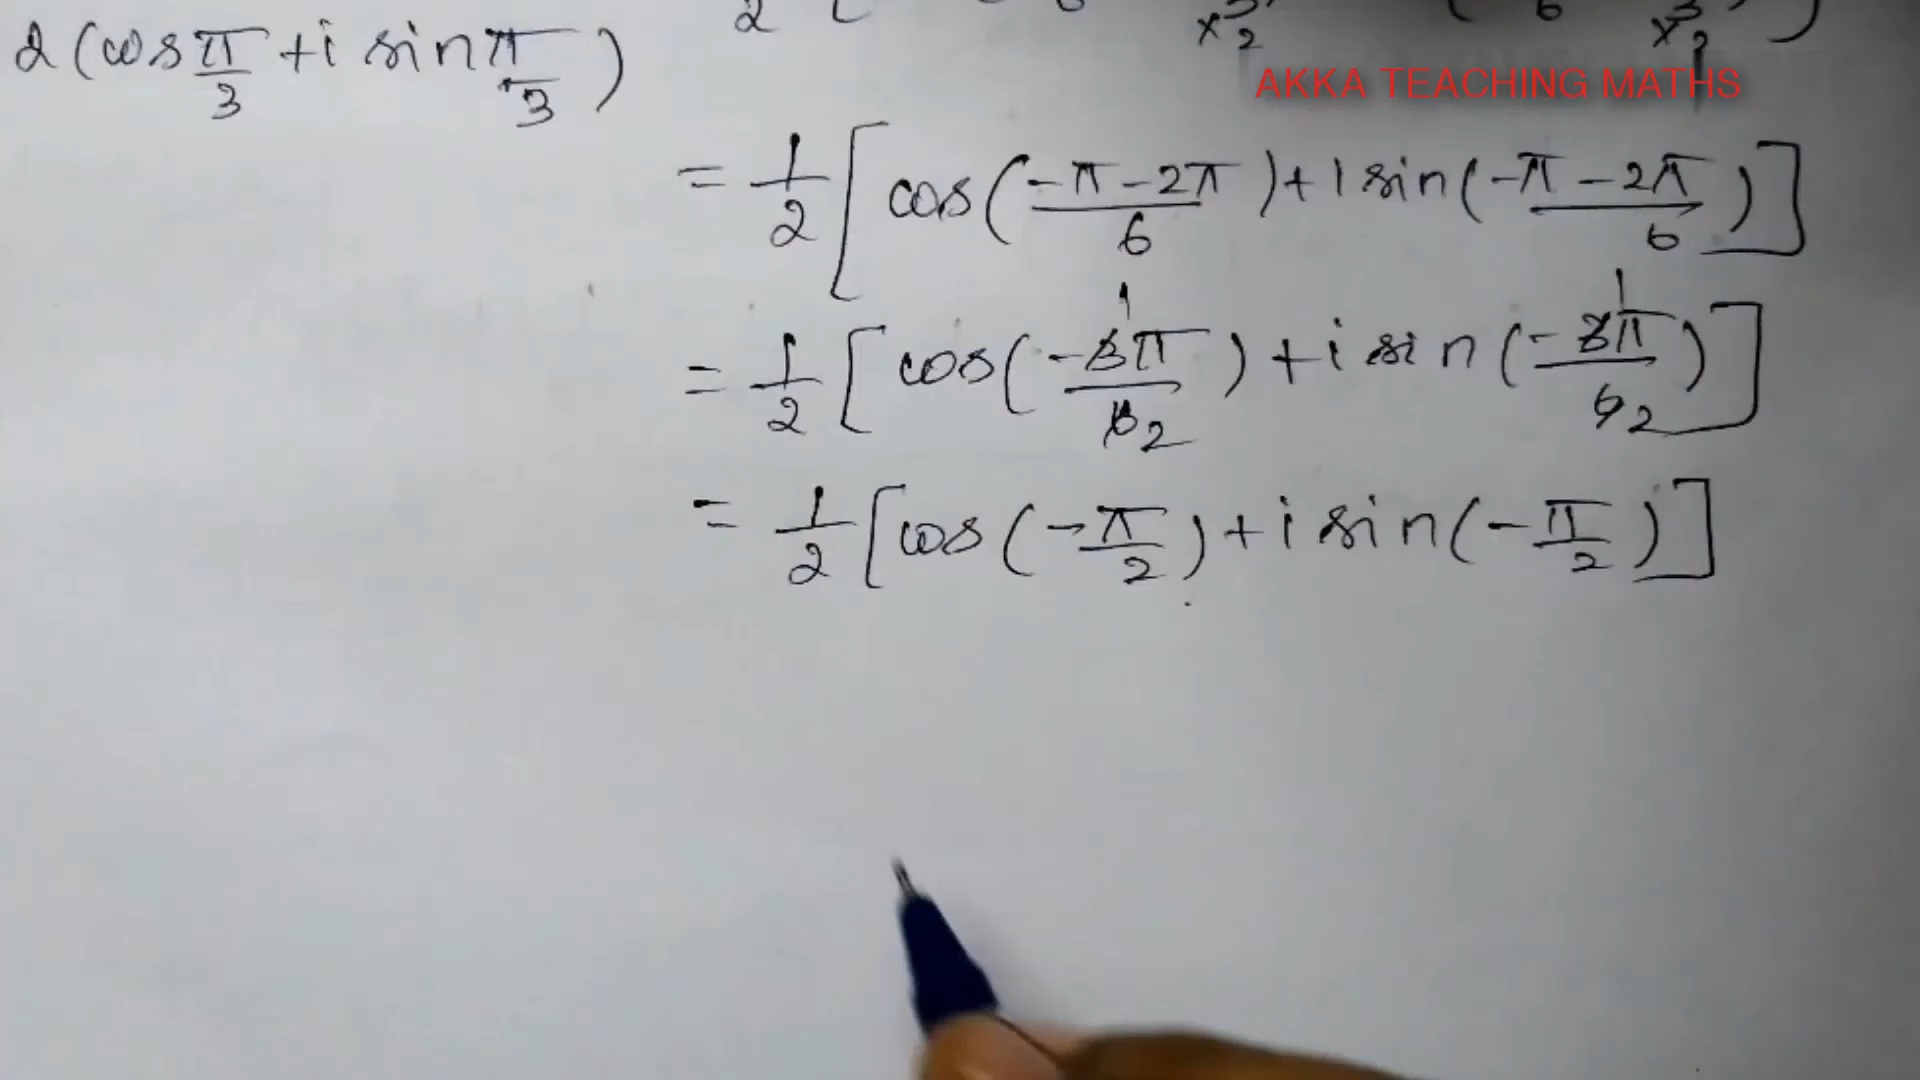 2(cos π/3 + i sin π/3)
AKKA TEACHING MATHS
= 1/2 [cos(-π-2π/6) + i sin(-π-2π/6)]
= 1/2 [cos(-3π/6) + i sin(-3π/6)]
= 1/2 [cos(-π/2) + i sin(-π/2)]